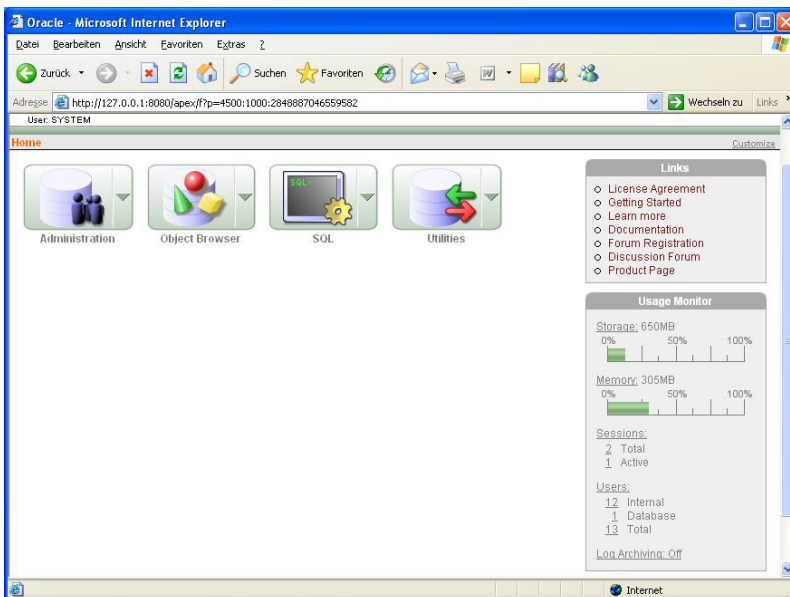 Oracle - Microsoft Internet Explorer
Datei Bearbeiten Ansicht Favoriten Extras ?
Zurück Suchen Favoriten
Adresse http://127.0.0.1:8080/apex/f?p=4500:1000:2848887046559582 Wechseln zu Links
User: SYSTEM
Home Customize
SQL>
Administration Object Browser SQL Utilities
Links
License Agreement
Getting Started
Learn more
Documentation
Forum Registration
Discussion Forum
Product Page
Usage Monitor
Storage: 650MB
0% 50% 100%
Memory: 305MB
0% 50% 100%
Sessions:
2 Total
1 Active
Users:
12 Internal
1 Database
13 Total
Log Archiving: Off
Internet